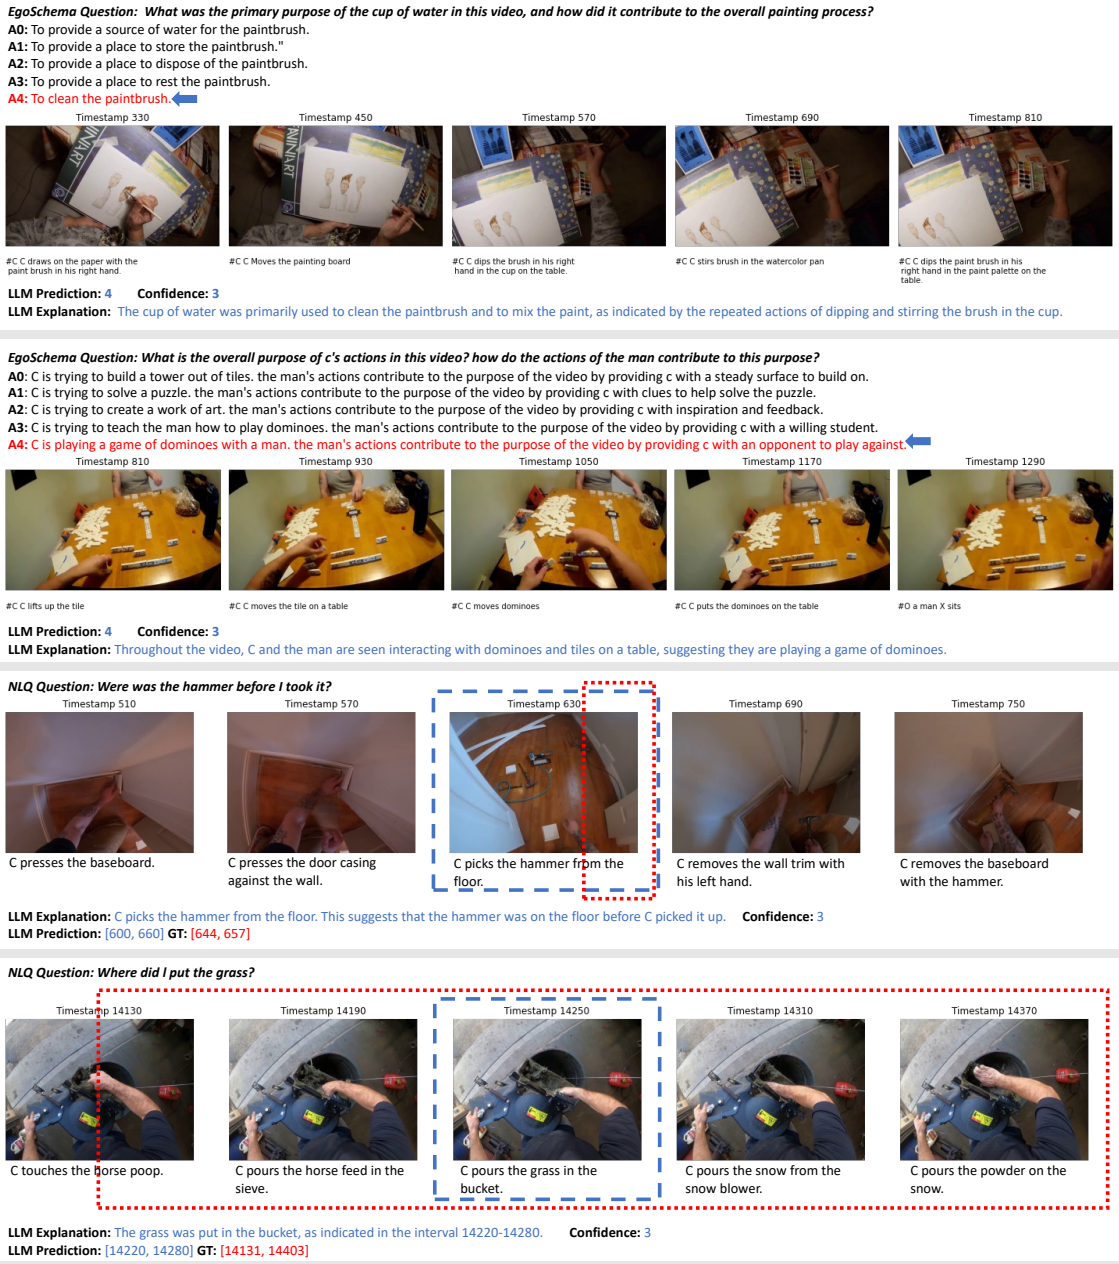 EgoSchema Question: What was the primary purpose of the cup of water in this video, and how did it contribute to the overall painting process?
A0: To provide a source of water for the paintbrush.
A1: To provide a place to store the paintbrush."
A2: To provide a place to dispose of the paintbrush.
A3: To provide a place to rest the paintbrush.
A4: To clean the paintbrush.
Timestamp 330 Timestamp 450 Timestamp 570 Timestamp 690 Timestamp 810
#C C draws on the paper with the paint brush in his right hand.
#C C Moves the painting board
#C C dips the brush in his right hand in the cup on the table.
#C C stirs brush in the watercolor pan
#C C dips the paint brush in his right hand in the paint palette on the table.
LLM Prediction: 4 Confidence: 3
LLM Explanation: The cup of water was primarily used to clean the paintbrush and to mix the paint, as indicated by the repeated actions of dipping and stirring the brush in the cup.
EgoSchema Question: What is the overall purpose of c's actions in this video? how do the actions of the man contribute to this purpose?
A0: C is trying to build a tower out of tiles. the man's actions contribute to the purpose of the video by providing c with a steady surface to build on.
A1: C is trying to solve a puzzle. the man's actions contribute to the purpose of the video by providing c with clues to help solve the puzzle.
A2: C is trying to create a work of art. the man's actions contribute to the purpose of the video by providing c with inspiration and feedback.
A3: C is trying to teach the man how to play dominoes. the man's actions contribute to the purpose of the video by providing c with a willing student.
A4: C is playing a game of dominoes with a man. the man's actions contribute to the purpose of the video by providing c with an opponent to play against.
Timestamp 810 Timestamp 930 Timestamp 1050 Timestamp 1170 Timestamp 1290
#C C lifts up the tile
#C C moves the tile on a table
#C C moves dominoes
#C C puts the dominoes on the table
#O a man X sits
LLM Prediction: 4 Confidence: 3
LLM Explanation: Throughout the video, C and the man are seen interacting with dominoes and tiles on a table, suggesting they are playing a game of dominoes.
NLQ Question: Were was the hammer before I took it?
Timestamp 510 Timestamp 570 Timestamp 630 Timestamp 690 Timestamp 750
C presses the baseboard.
C presses the door casing against the wall.
C picks the hammer from the floor.
C removes the wall trim with his left hand.
C removes the baseboard with the hammer.
LLM Explanation: C picks the hammer from the floor. This suggests that the hammer was on the floor before C picked it up. Confidence: 3
LLM Prediction: [600, 660] GT: [644, 657]
NLQ Question: Where did I put the grass?
Timestamp 14130 Timestamp 14190 Timestamp 14250 Timestamp 14310 Timestamp 14370
C touches the horse poop.
C pours the horse feed in the sieve.
C pours the grass in the bucket.
C pours the snow from the snow blower.
C pours the powder on the snow.
LLM Explanation: The grass was put in the bucket, as indicated in the interval 14220-14280. Confidence: 3
LLM Prediction: [14220, 14280] GT: [14131, 14403]